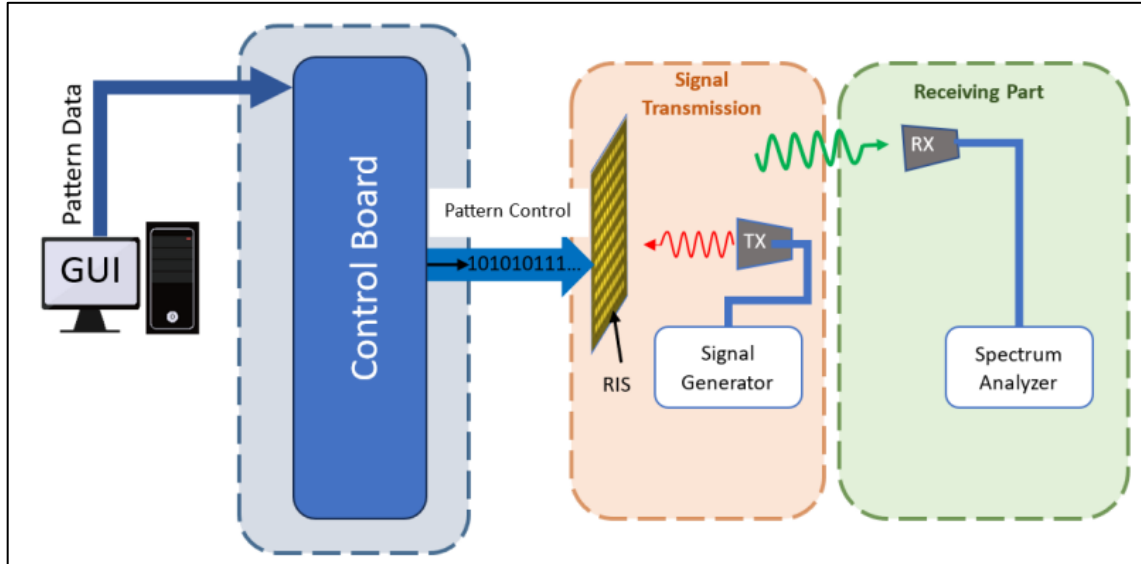 Pattern Data
GUI
Control Board
Pattern Control
101010111...
Signal
Transmission
RIS
TX
Signal
Generator
Receiving Part
RX
Spectrum
Analyzer